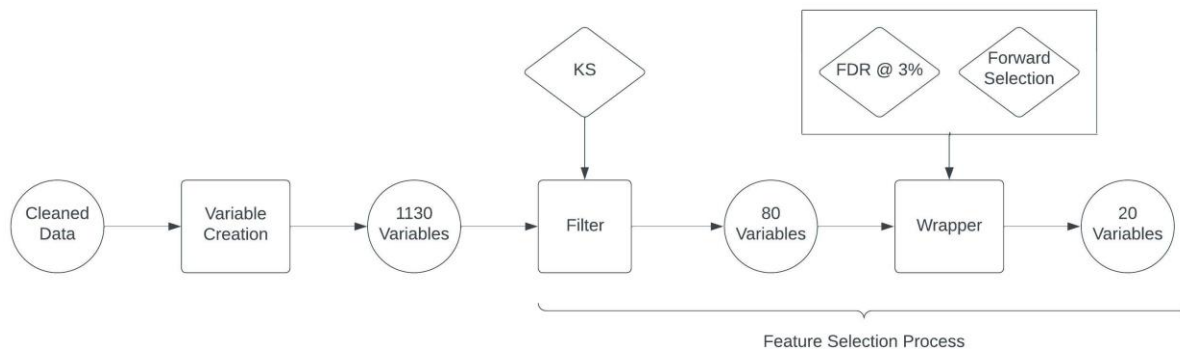 KS
FDR @ 3%
Forward
Selection
Cleaned
Data
Variable
Creation
1130
Variables
Filter
80
Variables
Wrapper
20
Variables
Feature Selection Process